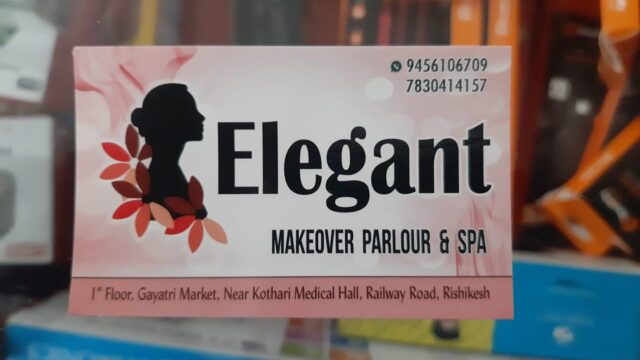 9456106709
7830414157
Elegant
MAKEOVER PARLOUR & SPA
1st Floor, Gayatri Market, Near Kothari Medical Hall, Railway Road, Rishikesh